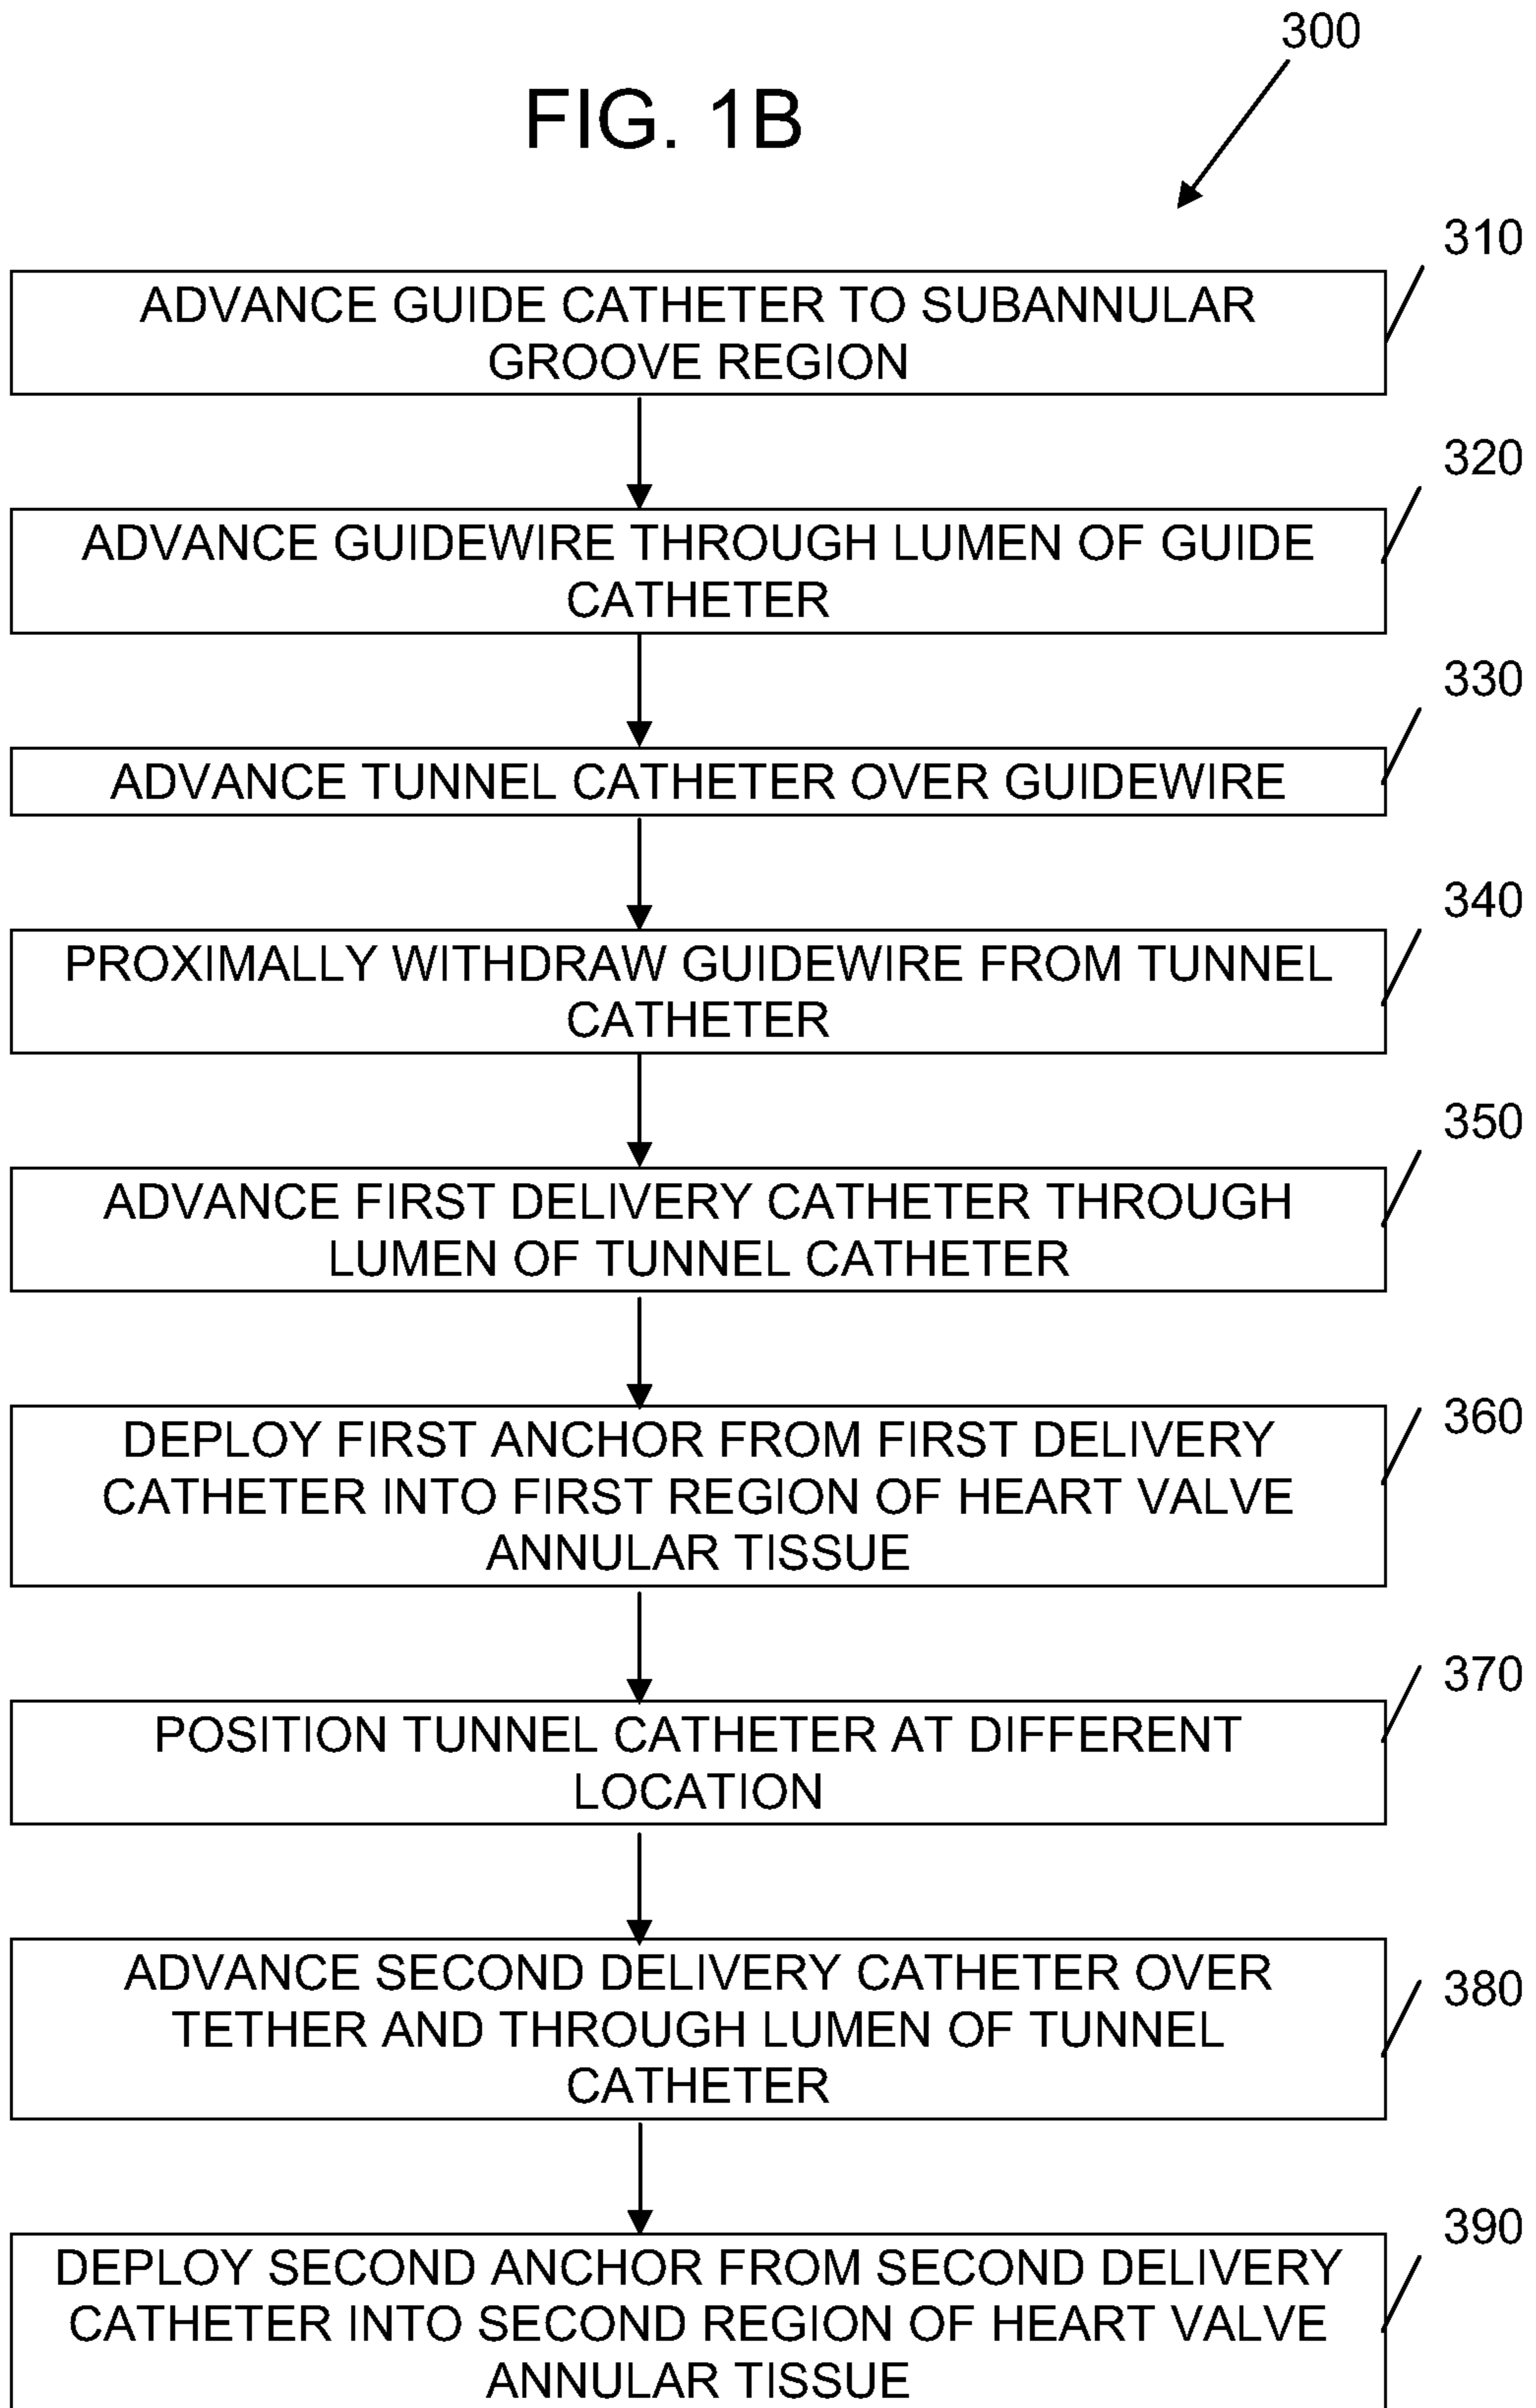 300
FIG. 1B
310
ADVANCE GUIDE CATHETER TO SUBANNULAR
GROOVE REGION
320
ADVANCE GUIDEWIRE THROUGH LUMEN OF GUIDE
CATHETER
330
ADVANCE TUNNEL CATHETER OVER GUIDEWIRE
340
PROXIMALLY WITHDRAW GUIDEWIRE FROM TUNNEL
CATHETER
350
ADVANCE FIRST DELIVERY CATHETER THROUGH
LUMEN OF TUNNEL CATHETER
360
DEPLOY FIRST ANCHOR FROM FIRST DELIVERY
CATHETER INTO FIRST REGION OF HEART VALVE
ANNULAR TISSUE
370
POSITION TUNNEL CATHETER AT DIFFERENT
LOCATION
380
ADVANCE SECOND DELIVERY CATHETER OVER
TETHER AND THROUGH LUMEN OF TUNNEL
CATHETER
390
DEPLOY SECOND ANCHOR FROM SECOND DELIVERY
CATHETER INTO SECOND REGION OF HEART VALVE
ANNULAR TISSUE